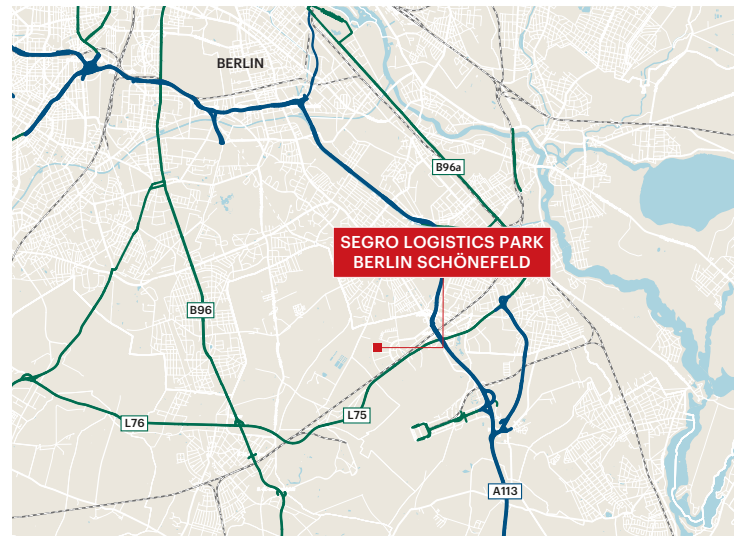 BERLIN
B96a
SEGRO LOGISTICS PARK
BERLIN SCHÖNEFELD
B96
L75
L76
A113